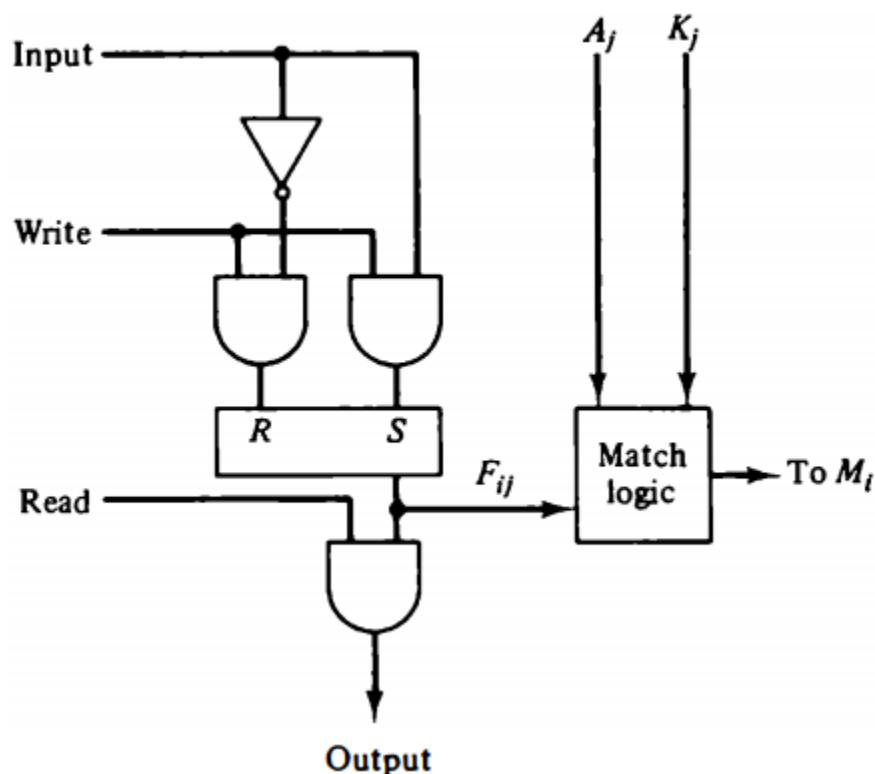 Input
A_j K_j
Write
R S
Read
F_ij
Match
logic
To M_i
Output